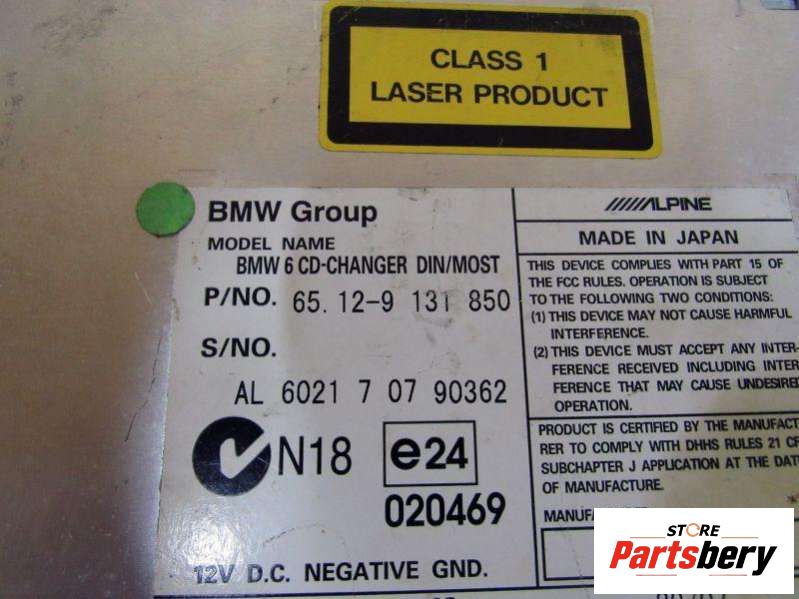 CLASS 1
LASER PRODUCT
BMW Group
MODEL NAME
BMW 6 CD-CHANGER DIN/MOST
P/NO. 65. 12-9 131 850
S/NO.
AL 6021 7 07 90362
N18 e24
020469
12V D.C. NEGATIVE GND.
ALPINE
MADE IN JAPAN
THIS DEVICE COMPLIES WITH PART 15 OF
THE FCC RULES. OPERATION IS SUBJECT
TO THE FOLLOWING TWO CONDITIONS:
(1) THIS DEVICE MAY NOT CAUSE HARMFUL
INTERFERENCE.
(2) THIS DEVICE MUST ACCEPT ANY INTER-
FERENCE RECEIVED INCLUDING INTER
FERENCE THAT MAY CAUSE UNDESIRED
OPERATION.
PRODUCT IS CERTIFIED BY THE MANUFACT
RER TO COMPLY WITH DHHS RULES 21 CF
SUBCHAPTER J APPLICATION AT THE DAT
OF MANUFACTURE.
MANUF
STORE
Partsbery